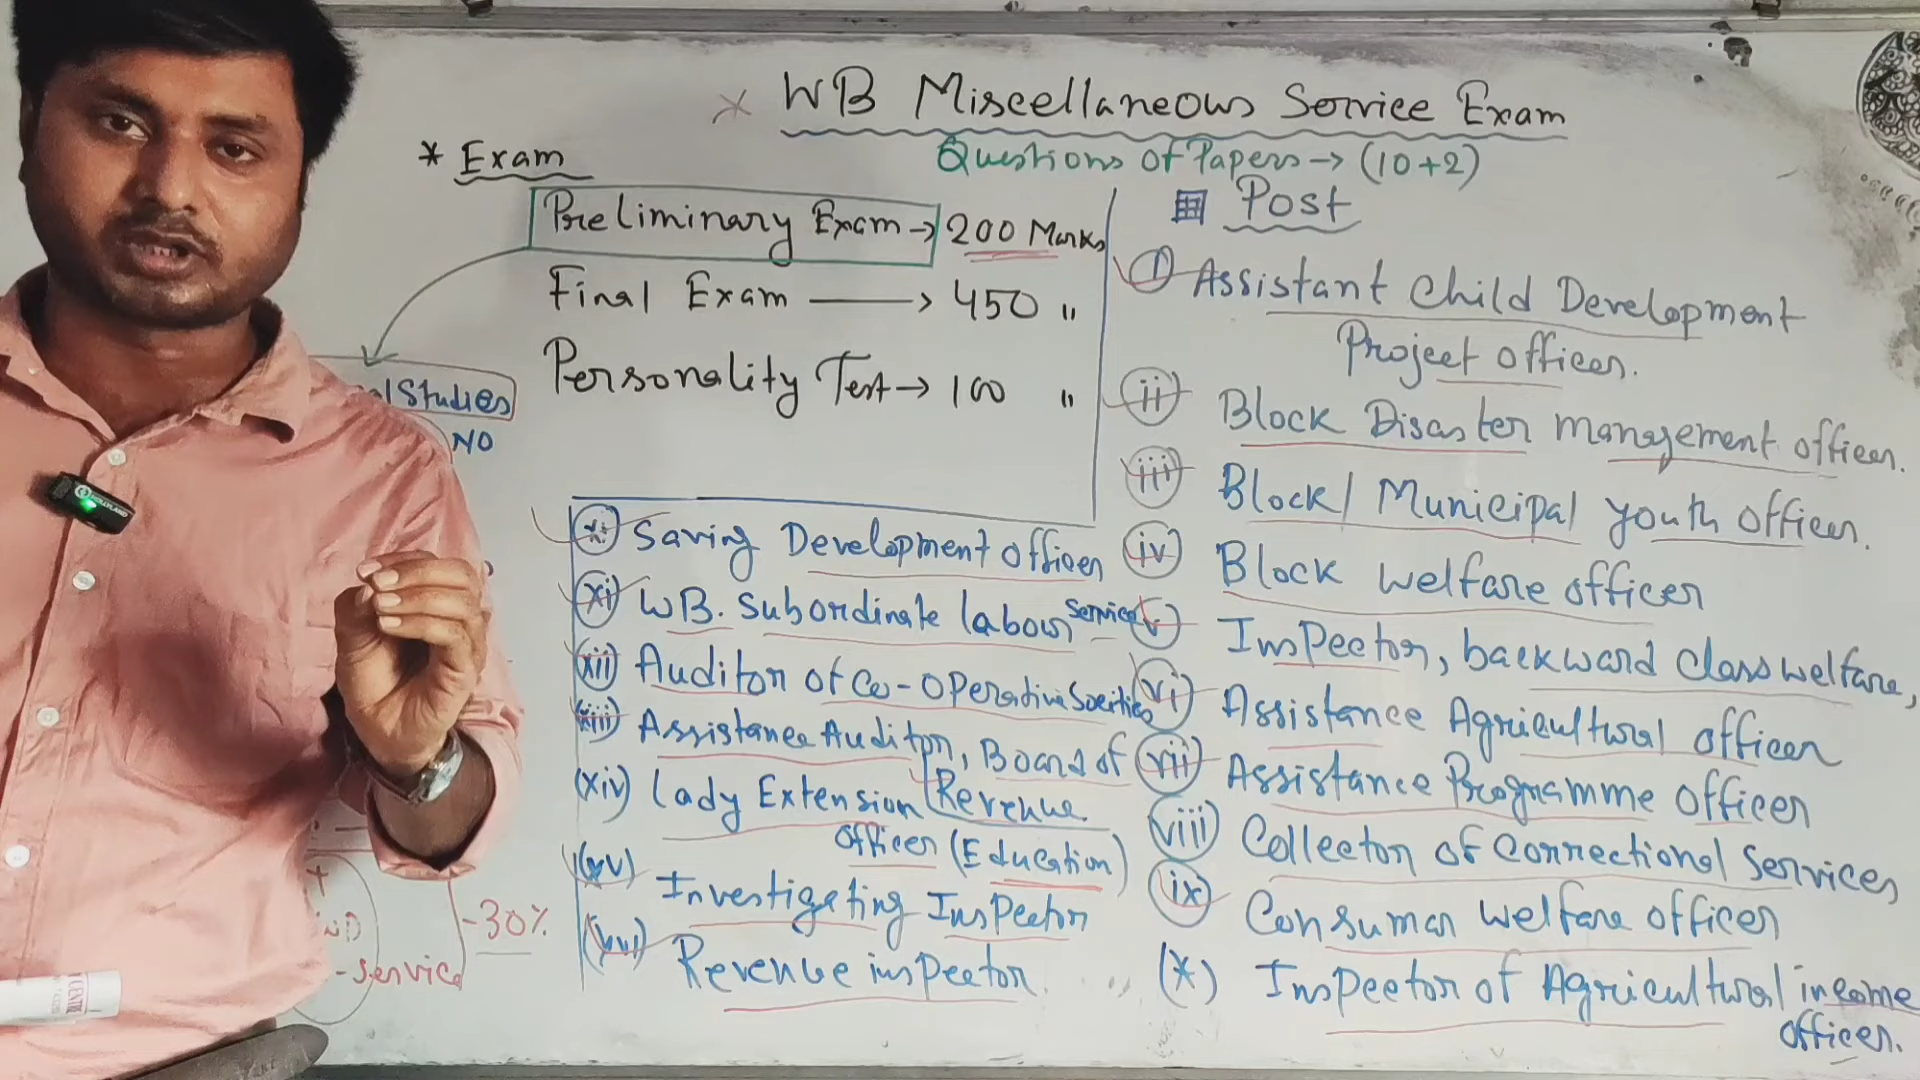 WB Miscellaneous Service Exam
Questions of Papers → (10+2)
* Exam
Preliminary Exam → 200 Marks
Final Exam → 450 "
Personality Test → 100 "
Studies
NO
Post
(i) Assistant Child Development
Project officer.
(ii) Block Disaster management officer.
(iii) Block/Municipal youth officer.
(iv) Block welfare officer
(v) Inspector, backward class welfare,
(vi) Assistance Agricultural officer
(vii) Assistance Programme officer
(viii) Collector of Correctional Services,
(ix) Consumar welfare officer
(x) Inspector of Agricultural income
officer.
Saving Development officer
(xi) WB. Subordinate labour service
(xii) Auditor of Co-operative Societies
(xiii) Assistance Auditor, Board of
Revenue
(xiv) Lady Extension
officer (Education)
(xv) Investigating Inspector
(xvi) Revenue inspector
-30%
-service
HOLLYLAND